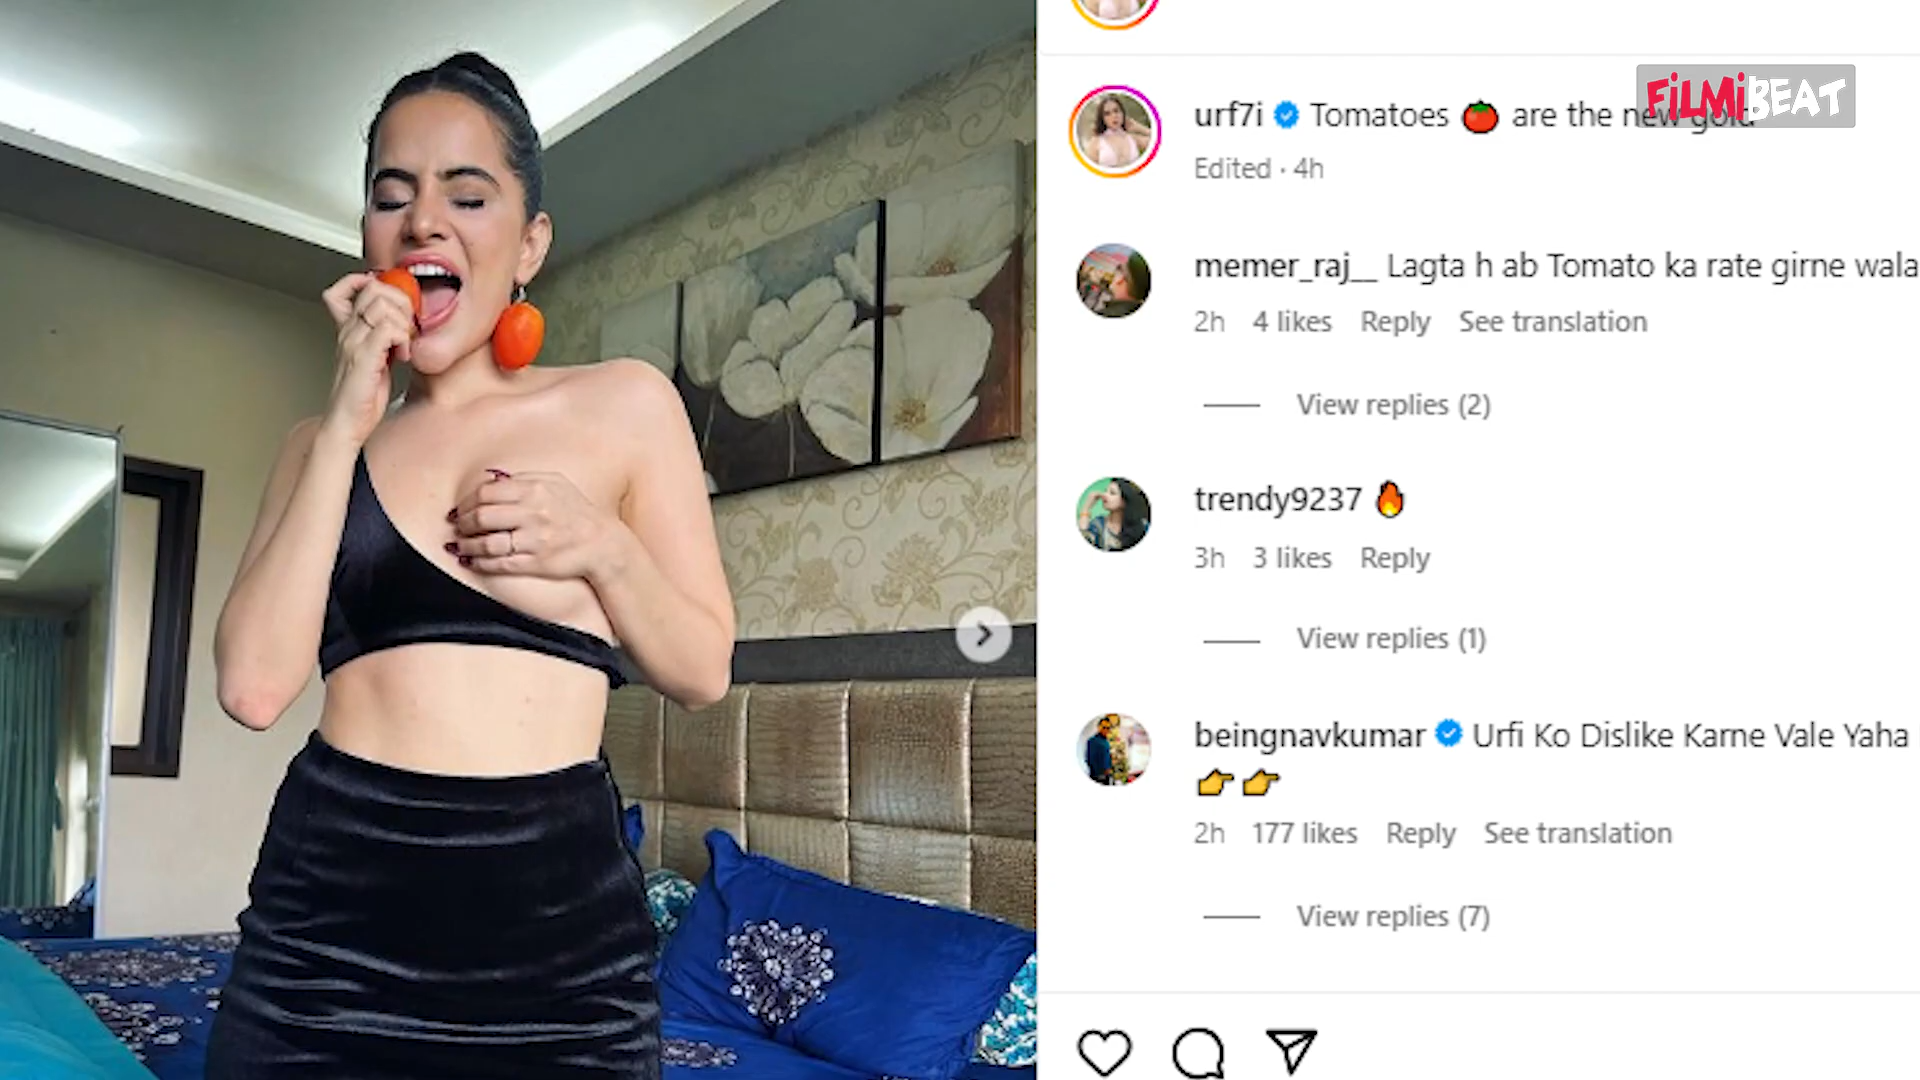 FILMIBEAT
urf7i Tomatoes 🍅 are the new gold
Edited · 4h
memer_raj__ Lagta h ab Tomato ka rate girne wala
2h 4 likes Reply See translation
View replies (2)
trendy9237 🔥
3h 3 likes Reply
View replies (1)
beingnavkumar Urfi Ko Dislike Karne Vale Yaha
👉 👉
2h 177 likes Reply See translation
View replies (7)